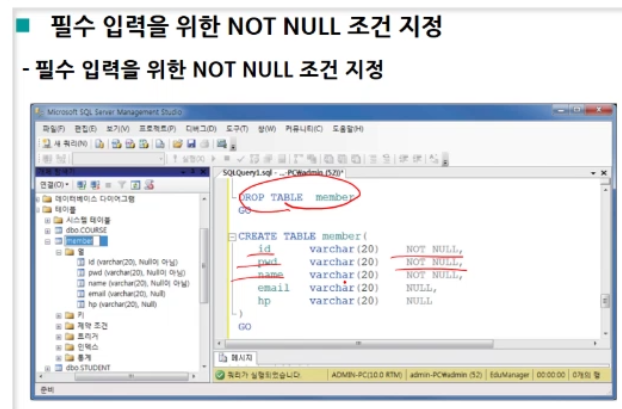 필수 입력을 위한 NOT NULL 조건 지정
- 필수 입력을 위한 NOT NULL 조건 지정
Microsoft SQL Server Management Studio
파일(F) 편집(E) 보기(V) 프로젝트(P) 디버그(D) 도구(T) 창(W) 커뮤니티(C) 도움말(H)
새 쿼리(N)
SQLQuery1.sql - ...-PC\admin (52))*
연결(O)
데이터베이스 다이어그램
테이블
시스템 테이블
dbo.COURSE
member
열
id (varchar(20), Null이 아님)
pwd (varchar(20), Null이 아님)
name (varchar(20), Null이 아님)
email (varchar(20), Null)
hp (varchar(20), Null)
키
제약 조건
트리거
인덱스
통계
dbo.STUDENT
DROP TABLE member
GO
CREATE TABLE member(
id varchar(20) NOT NULL,
pwd varchar(20) NOT NULL,
name varchar(20) NOT NULL,
email varchar(20) NULL,
hp varchar(20) NULL
)
GO
메시지
쿼리가 실행되었습니다. ADMIN-PC(10.0 RTM) admin-PC\admin (52) EduManager 00:00:00 0개의 행
준비